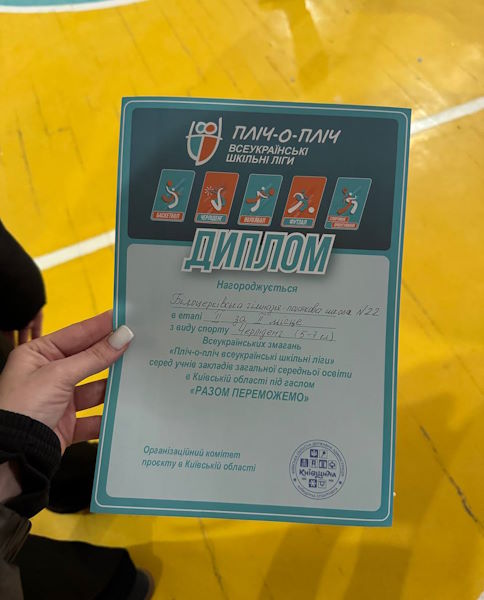 ПЛІЧ-О-ПЛІЧ
ВСЕУКРАЇНСЬКІ
ШКІЛЬНІ ЛІГИ
БАСКЕТБОЛ
ЧЕРЛІДИНГ
ВОЛЕЙБОЛ
ФУТЗАЛ
ДИПЛОМ
Нагороджується
Білоцерківська гімназія-початкова школа №22
в етапі II за 2 місце
з виду спорту Черлідинг (5-7 кл)
Всеукраїнських змагань
«Пліч-о-пліч всеукраїнські шкільні ліги»
серед учнів закладів загальної середньої освіти
в Київській області під гаслом
«РАЗОМ ПЕРЕМОЖЕМО»
Організаційний комітет
проєкту в Київській області
КИЇВЩИНА